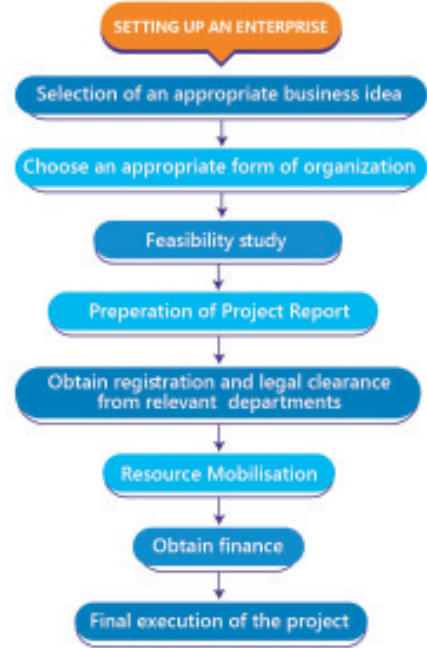 SETTING UP AN ENTERPRISE
Selection of an appropriate business idea
Choose an appropriate form of organization
Feasibility study
Preperation of Project Report
Obtain registration and legal clearance
from relevant departments
Resource Mobilisation
Obtain finance
Final execution of the project